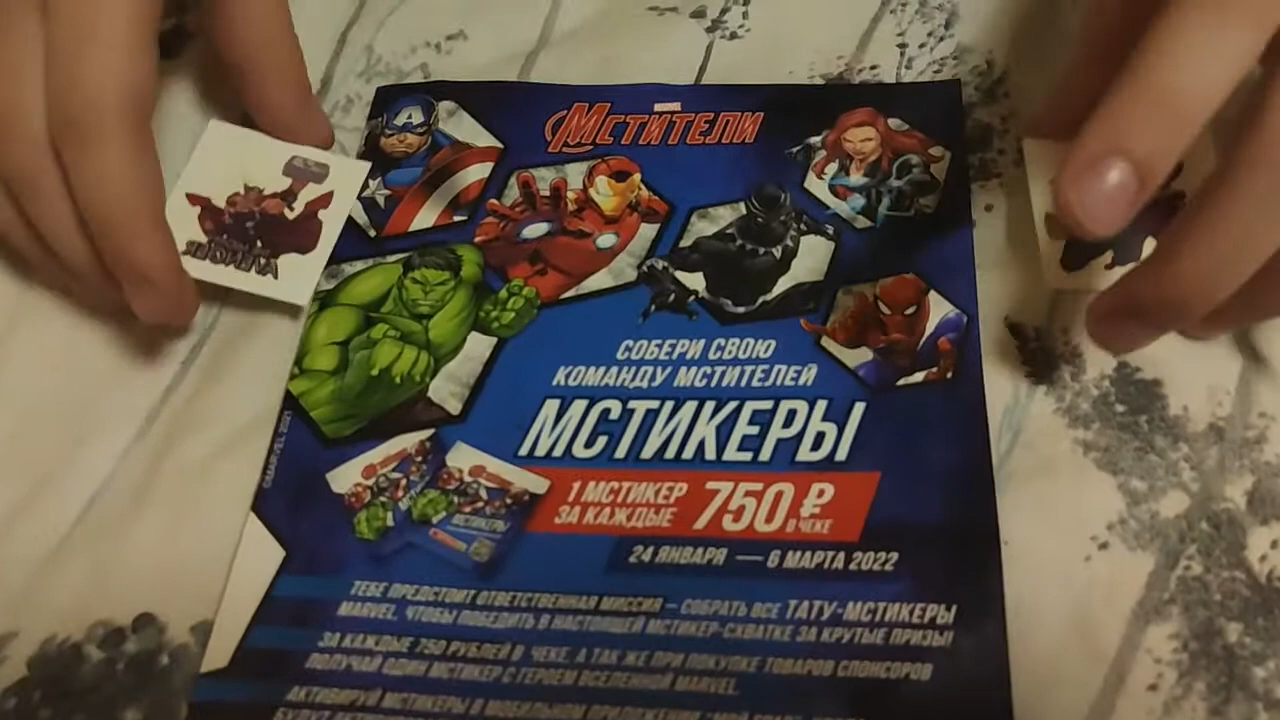 MARVEL
МСТИТЕЛИ
СОБЕРИ СВОЮ
КОМАНДУ МСТИТЕЛЕЙ
МСТИКЕРЫ
1 МСТИКЕР
ЗА КАЖДЫЕ
750 ₽
В ЧЕКЕ
24 ЯНВАРЯ — 6 МАРТА 2022
ТЕБЕ ПРЕДСТОИТ ОТВЕТСТВЕННАЯ МИССИЯ – СОБРАТЬ ВСЕ ТАТУ-МСТИКЕРЫ
MARVEL, ЧТОБЫ ПОБЕДИТЬ В НАСТОЯЩЕЙ МСТИКЕР-СХВАТКЕ ЗА КРУТЫЕ ПРИЗЫ!
ЗА КАЖДЫЕ 750 РУБЛЕЙ В ЧЕКЕ, А ТАК ЖЕ ПРИ ПОКУПКЕ ТОВАРОВ СПОНСОРОВ
ПОЛУЧАЙ ОДИН МСТИКЕР С ГЕРОЕМ ВСЕЛЕННОЙ MARVEL.
АКТИВИРУЙ МСТИКЕРЫ В МОБИЛЬНОМ ПРИЛОЖЕНИИ
©MARVEL 2021
МСТИКЕРЫ